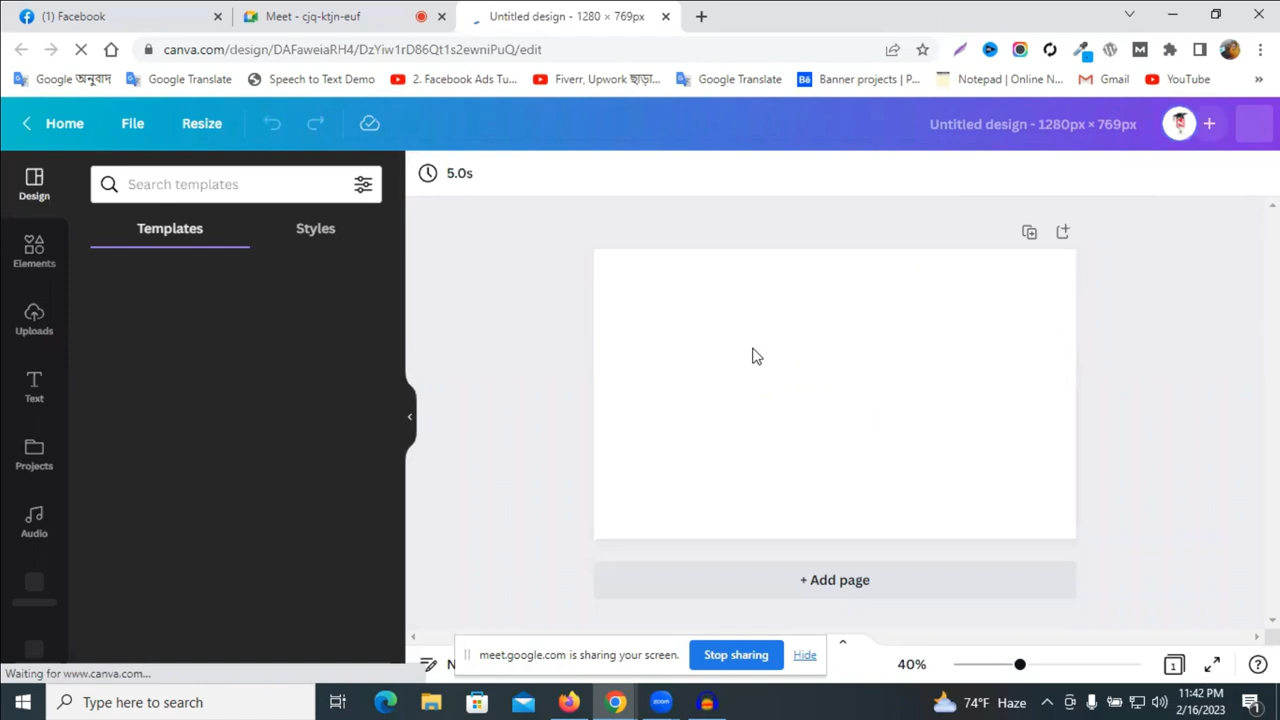 (1) Facebook
Meet - cjq-ktjn-euf
Untitled design - 1280 × 769px
canva.com/design/DAFaweiaRH4/DzYiw1rD86Qt1s2ewniPuQ/edit
Google অনুবাদ
Google Translate
Speech to Text Demo
2. Facebook Ads Tu...
Fiverr, Upwork ছাড়া...
Google Translate
Banner projects | P...
Notepad | Online N...
Gmail
YouTube
Home
File
Resize
Untitled design - 1280px × 769px
Design
Search templates
5.0s
Templates
Styles
Elements
Uploads
Text
Projects
Audio
+ Add page
meet.google.com is sharing your screen.
Stop sharing
Hide
N
40%
1
Waiting for www.canva.com...
Type here to search
zoom
74°F Haze
11:42 PM
2/16/2023
1